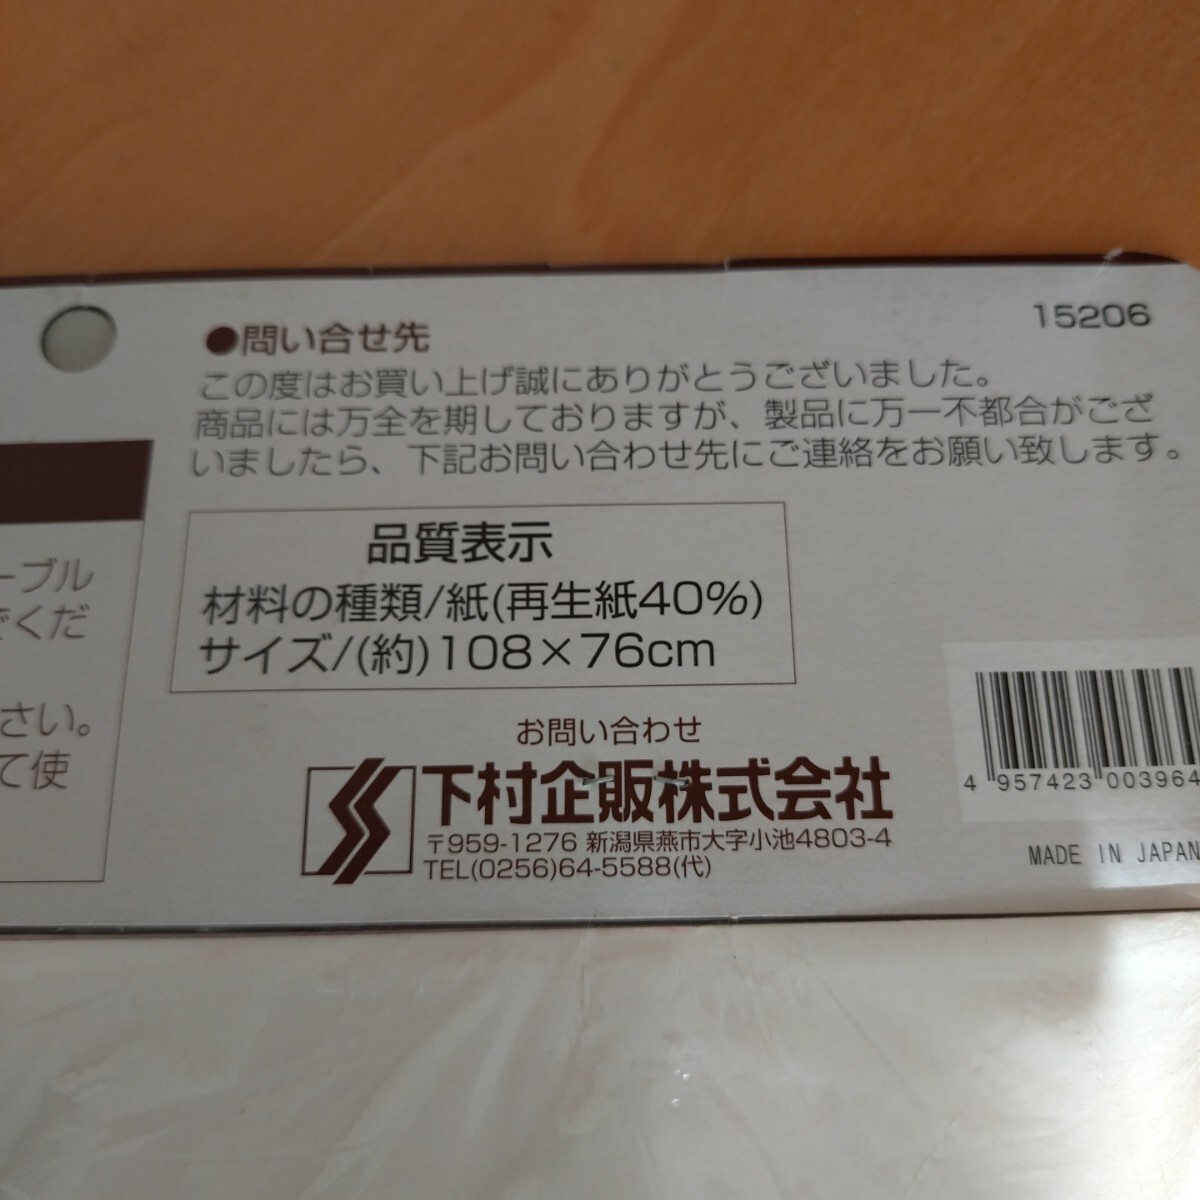 15206
●問い合せ先
この度はお買い上げ誠にありがとうございました。
商品には万全を期しておりますが、製品に万一不都合がござ
いましたら、下記お問い合わせ先にご連絡をお願い致します。
ーブル
でくだ
さい。
て使
品質表示
材料の種類/紙(再生紙40%)
サイズ/(約)108×76cm
お問い合わせ
下村企販株式会社
〒959-1276 新潟県燕市大字小池4803-4
TEL(0256)64-5588(代)
4 957423 003964
MADE IN JAPAN